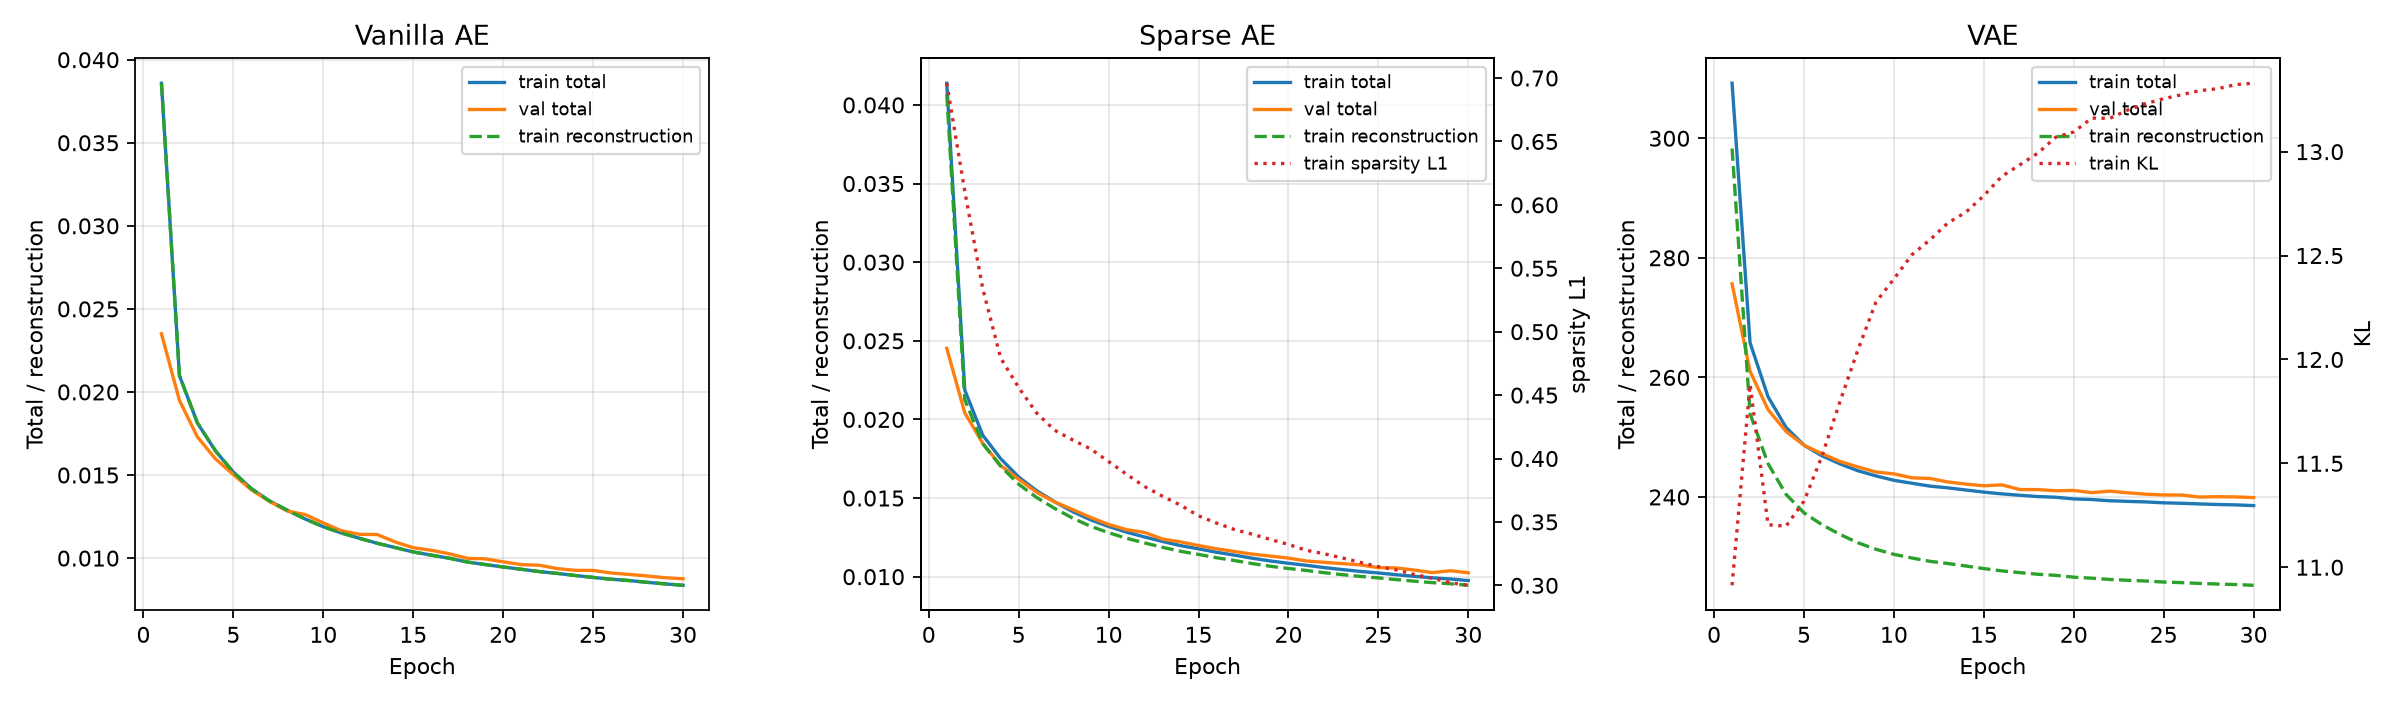 Vanilla AE
Total / reconstruction
0.040
0.035
0.030
0.025
0.020
0.015
0.010
train total
val total
train reconstruction
0 5 10 15 20 25 30
Epoch
Sparse AE
Total / reconstruction
0.040
0.035
0.030
0.025
0.020
0.015
0.010
train total
val total
train reconstruction
train sparsity L1
0.70
0.65
0.60
0.55
0.50
0.45
0.40
0.35
0.30
sparsity L1
0 5 10 15 20 25 30
Epoch
VAE
Total / reconstruction
300
280
260
240
train total
val total
train reconstruction
train KL
13.0
12.5
12.0
11.5
11.0
KL
0 5 10 15 20 25 30
Epoch